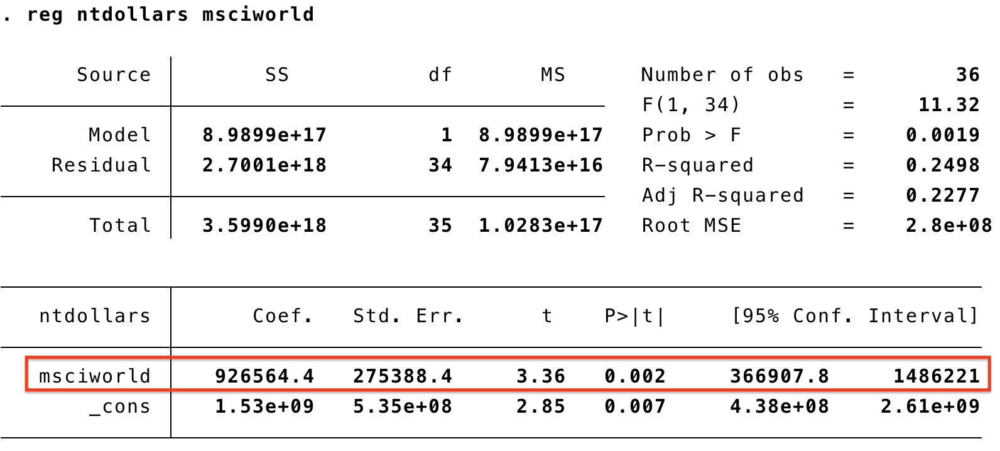 . reg ntdollars msciworld
Source SS df MS Number of obs = 36
F(1, 34) = 11.32
Model 8.9899e+17 1 8.9899e+17 Prob > F = 0.0019
Residual 2.7001e+18 34 7.9413e+16 R-squared = 0.2498
Adj R-squared = 0.2277
Total 3.5990e+18 35 1.0283e+17 Root MSE = 2.8e+08
ntdollars Coef. Std. Err. t P>|t| [95% Conf. Interval]
msciworld 926564.4 275388.4 3.36 0.002 366907.8 1486221
_cons 1.53e+09 5.35e+08 2.85 0.007 4.38e+08 2.61e+09